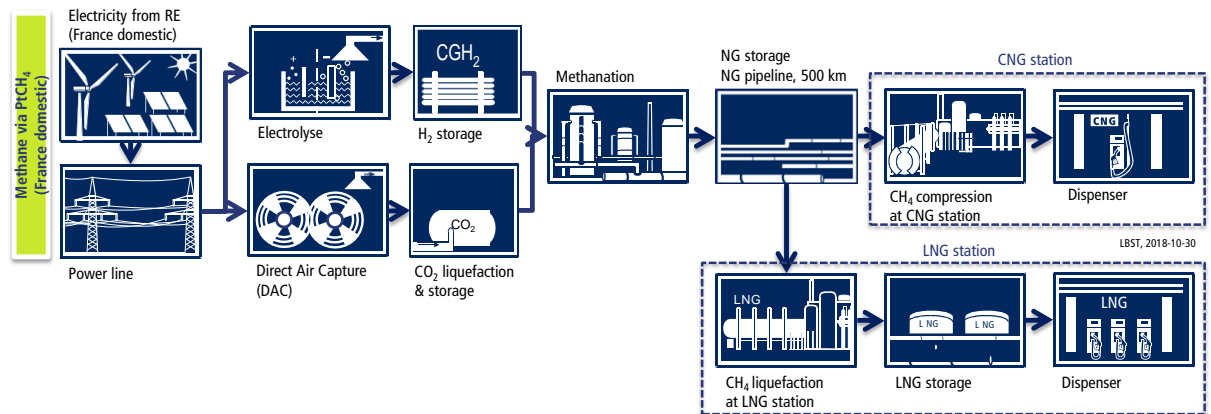 Methane via PtCH₄
(France domestic)
Electricity from RE
(France domestic)
Power line
+ -
Electrolyse
CGH₂
H₂ storage
Direct Air Capture
(DAC)
CO₂
CO₂ liquefaction
& storage
Methanation
NG storage
NG pipeline, 500 km
CNG station
CH₄ compression
at CNG station
CNG
Dispenser
LBST, 2018-10-30
LNG station
LNG
CH₄ liquefaction
at LNG station
LNG LNG
LNG storage
LNG
Dispenser